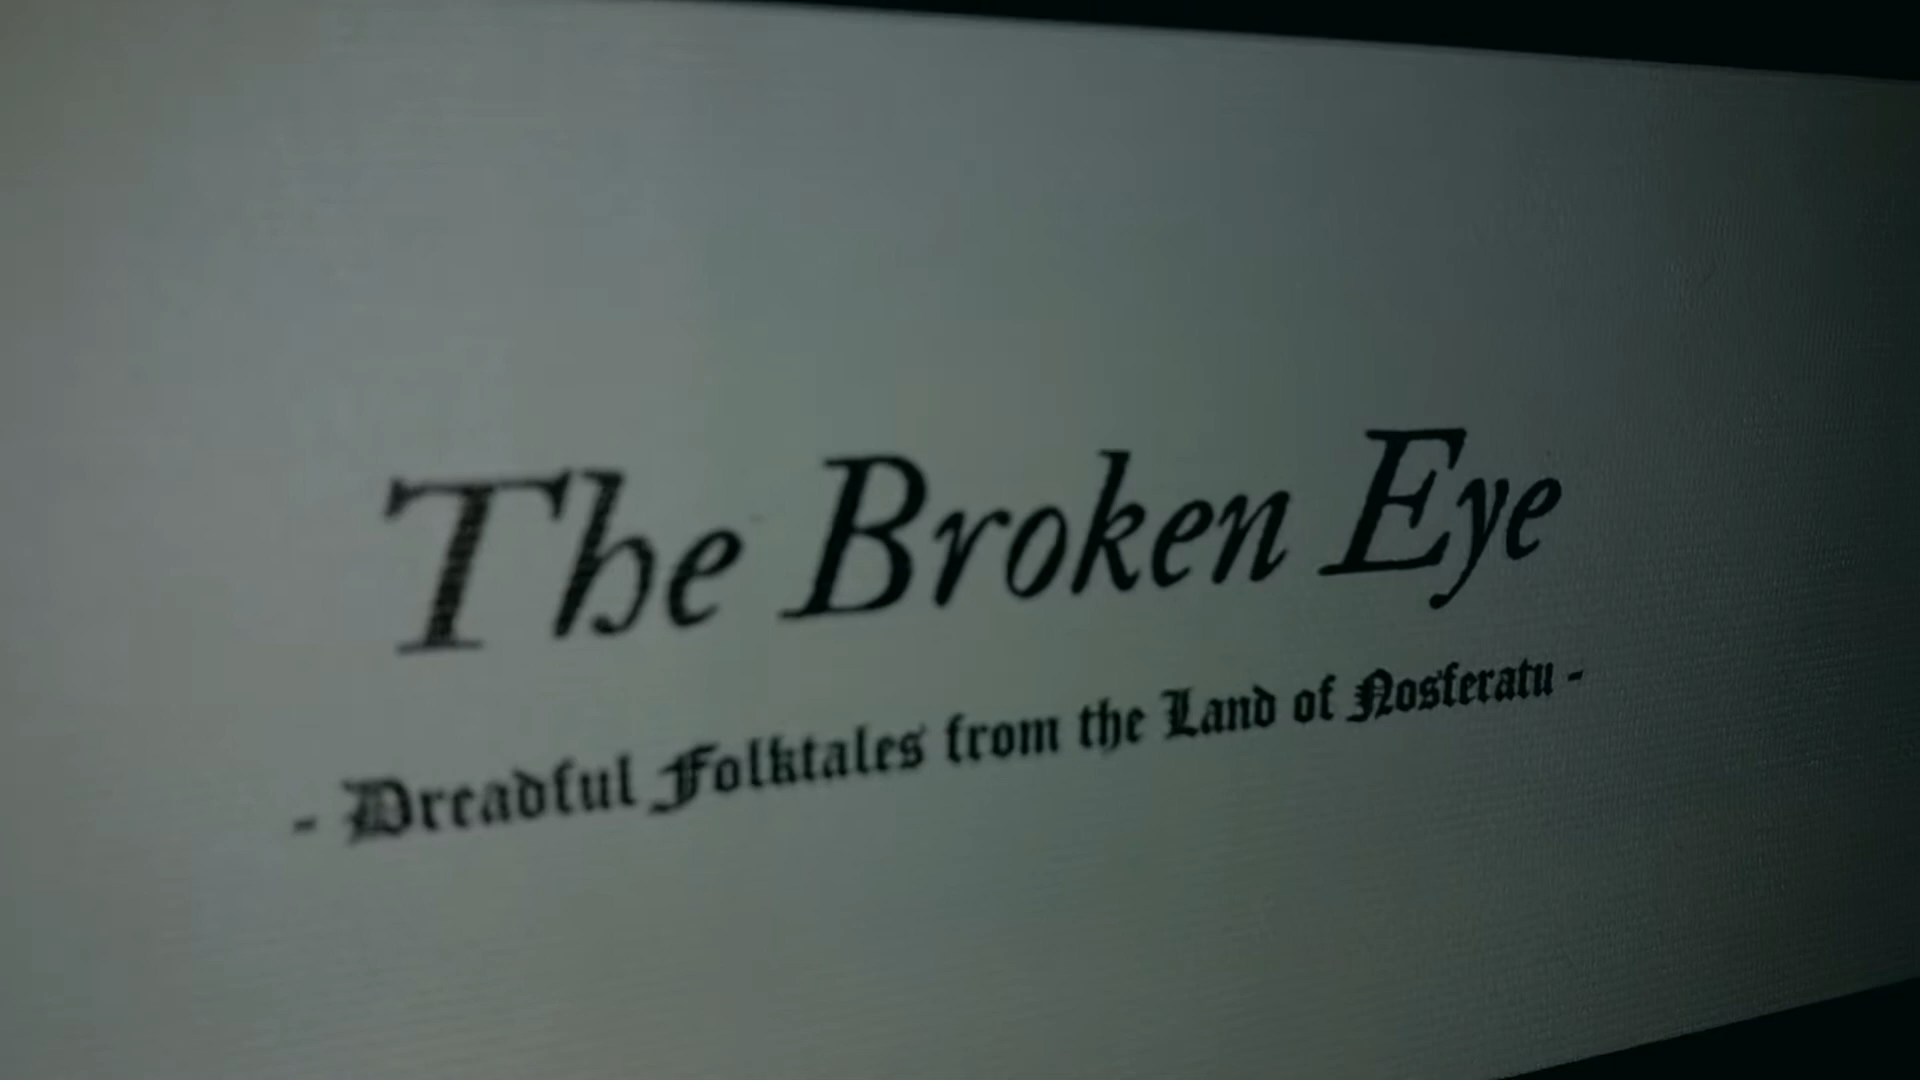 The Broken Eye
- Dreadful Folktales from the Land of Nosferatu -